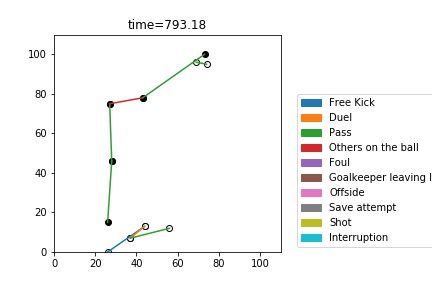 time=793.18
100
80
60
40
20
0
0 20 40 60 80 100
Free Kick
Duel
Pass
Others on the ball
Foul
Goalkeeper leaving l
Offside
Save attempt
Shot
Interruption